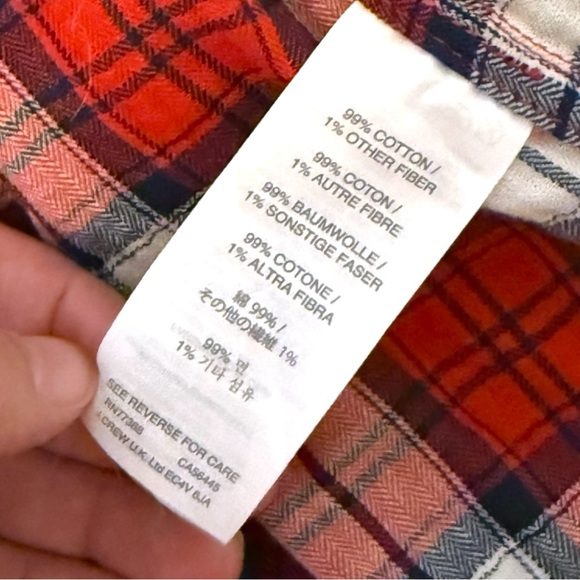 99% COTTON /
1% OTHER FIBER
99% COTON /
1% AUTRE FIBRE
99% BAUMWOLLE /
1% SONSTIGE FASER
99% COTONE /
1% ALTRA FIBRA
綿 99% /
その他の繊維 1%
99% 면
1% 기타 섬유
SEE REVERSE FOR CARE
RN77388 CA56445
CREW U.K. Ltd EC4V 6JA